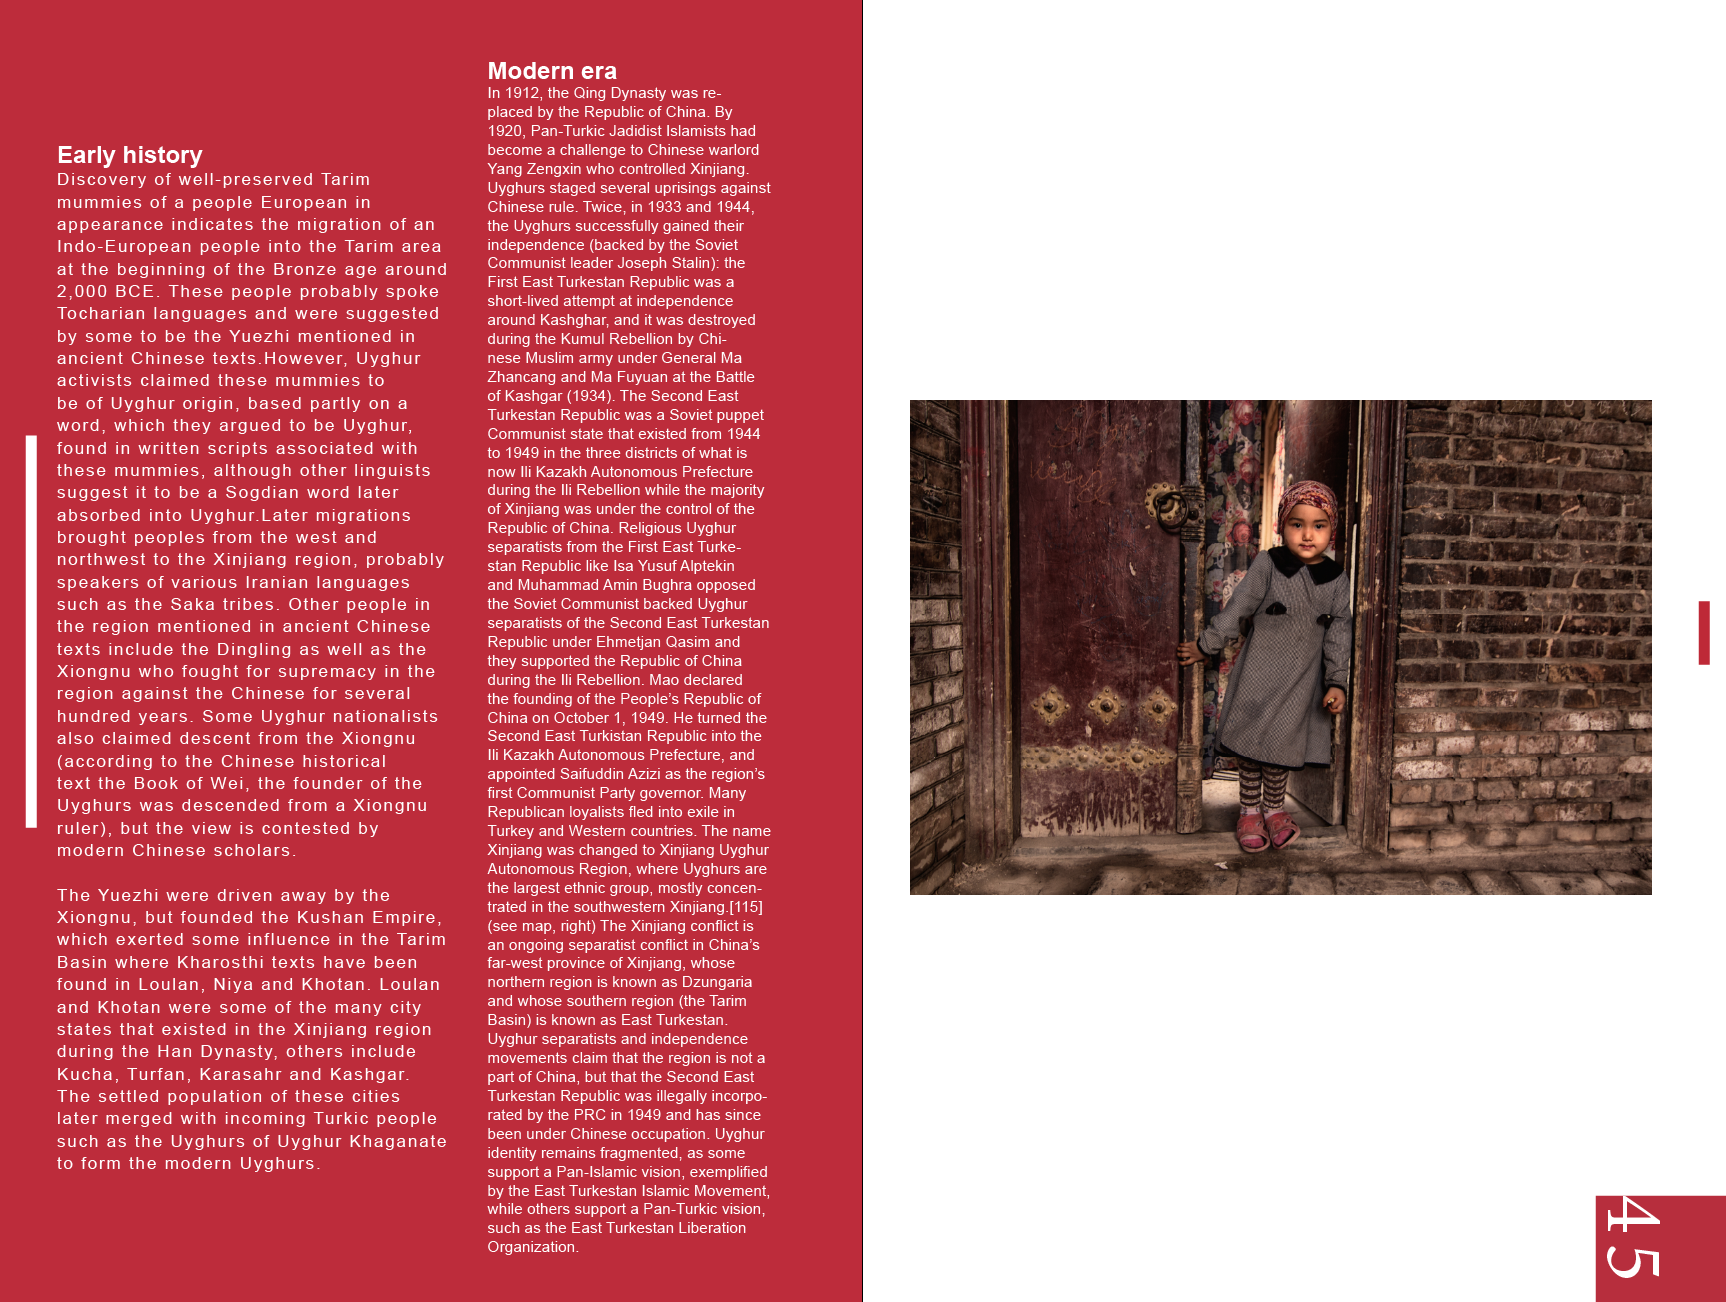 Early history
Discovery of well-preserved Tarim
mummies of a people European in
appearance indicates the migration of an
Indo-European people into the Tarim area
at the beginning of the Bronze age around
2,000 BCE. These people probably spoke
Tocharian languages and were suggested
by some to be the Yuezhi mentioned in
ancient Chinese texts.However, Uyghur
activists claimed these mummies to
be of Uyghur origin, based partly on a
word, which they argued to be Uyghur,
found in written scripts associated with
these mummies, although other linguists
suggest it to be a Sogdian word later
absorbed into Uyghur.Later migrations
brought peoples from the west and
northwest to the Xinjiang region, probably
speakers of various Iranian languages
such as the Saka tribes. Other people in
the region mentioned in ancient Chinese
texts include the Dingling as well as the
Xiongnu who fought for supremacy in the
region against the Chinese for several
hundred years. Some Uyghur nationalists
also claimed descent from the Xiongnu
(according to the Chinese historical
text the Book of Wei, the founder of the
Uyghurs was descended from a Xiongnu
ruler), but the view is contested by
modern Chinese scholars.
The Yuezhi were driven away by the
Xiongnu, but founded the Kushan Empire,
which exerted some influence in the Tarim
Basin where Kharosthi texts have been
found in Loulan, Niya and Khotan. Loulan
and Khotan were some of the many city
states that existed in the Xinjiang region
during the Han Dynasty, others include
Kucha, Turfan, Karasahr and Kashgar.
The settled population of these cities
later merged with incoming Turkic people
such as the Uyghurs of Uyghur Khaganate
to form the modern Uyghurs.
Modern era
In 1912, the Qing Dynasty was re-
placed by the Republic of China. By
1920, Pan-Turkic Jadidist Islamists had
become a challenge to Chinese warlord
Yang Zengxin who controlled Xinjiang.
Uyghurs staged several uprisings against
Chinese rule. Twice, in 1933 and 1944,
the Uyghurs successfully gained their
independence (backed by the Soviet
Communist leader Joseph Stalin): the
First East Turkestan Republic was a
short-lived attempt at independence
around Kashghar, and it was destroyed
during the Kumul Rebellion by Chi-
nese Muslim army under General Ma
Zhancang and Ma Fuyuan at the Battle
of Kashgar (1934). The Second East
Turkestan Republic was a Soviet puppet
Communist state that existed from 1944
to 1949 in the three districts of what is
now Ili Kazakh Autonomous Prefecture
during the Ili Rebellion while the majority
of Xinjiang was under the control of the
Republic of China. Religious Uyghur
separatists from the First East Turke-
stan Republic like Isa Yusuf Alptekin
and Muhammad Amin Bughra opposed
the Soviet Communist backed Uyghur
separatists of the Second East Turkestan
Republic under Ehmetjan Qasim and
they supported the Republic of China
during the Ili Rebellion. Mao declared
the founding of the People’s Republic of
China on October 1, 1949. He turned the
Second East Turkistan Republic into the
Ili Kazakh Autonomous Prefecture, and
appointed Saifuddin Azizi as the region’s
first Communist Party governor. Many
Republican loyalists fled into exile in
Turkey and Western countries. The name
Xinjiang was changed to Xinjiang Uyghur
Autonomous Region, where Uyghurs are
the largest ethnic group, mostly concen-
trated in the southwestern Xinjiang.[115]
(see map, right) The Xinjiang conflict is
an ongoing separatist conflict in China’s
far-west province of Xinjiang, whose
northern region is known as Dzungaria
and whose southern region (the Tarim
Basin) is known as East Turkestan.
Uyghur separatists and independence
movements claim that the region is not a
part of China, but that the Second East
Turkestan Republic was illegally incorpo-
rated by the PRC in 1949 and has since
been under Chinese occupation. Uyghur
identity remains fragmented, as some
support a Pan-Islamic vision, exemplified
by the East Turkestan Islamic Movement,
while others support a Pan-Turkic vision,
such as the East Turkestan Liberation
Organization.
45